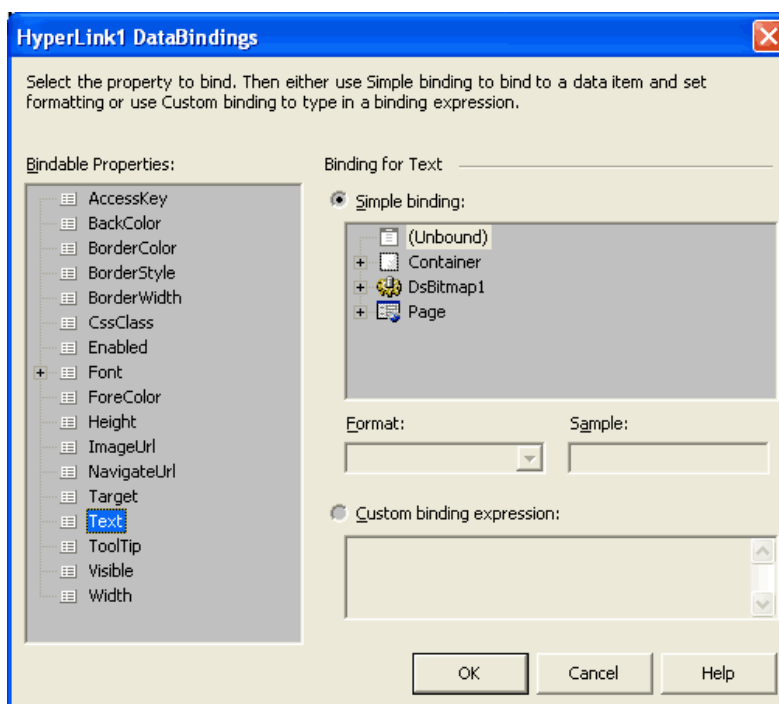 HyperLink1 DataBindings
Select the property to bind. Then either use Simple binding to bind to a data item and set
formatting or use Custom binding to type in a binding expression.
Bindable Properties:
AccessKey
BackColor
BorderColor
BorderStyle
BorderWidth
CssClass
Enabled
Font
ForeColor
Height
ImageUrl
NavigateUrl
Target
Text
ToolTip
Visible
Width
Binding for Text
Simple binding:
(Unbound)
Container
DsBitmap1
Page
Format:
Sample:
Custom binding expression:
OK
Cancel
Help